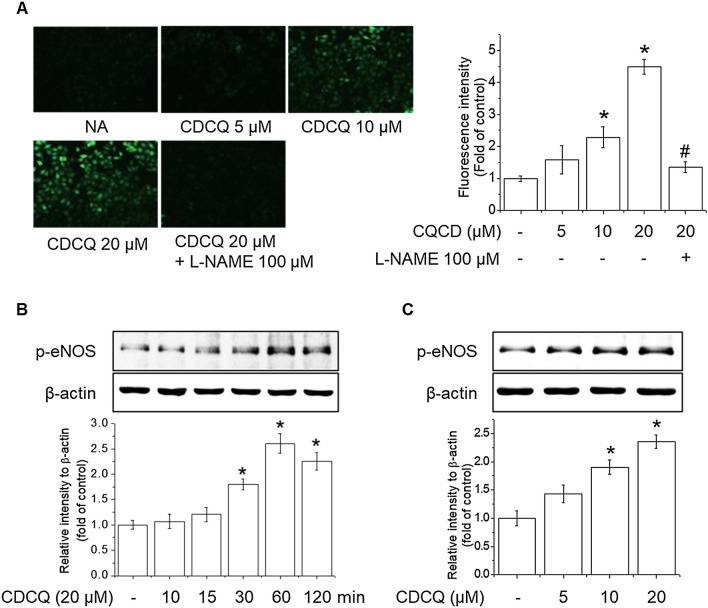 A
NA
CDCQ 5 µM
CDCQ 10 µM
CDCQ 20 µM
CDCQ 20 µM
+ L-NAME 100 µM
Fluorescence intensity
(Fold of control)
5
4
3
2
1
0
*
*
#
CQCD (µM) - 5 10 20 20
L-NAME 100 µM - - - - +
B
p-eNOS
β-actin
Relative intensity to β-actin
(fold of control)
3.0
2.5
2.0
1.5
1.0
0.5
0.0
*
*
*
CDCQ (20 µM) - 10 15 30 60 120 min
C
p-eNOS
β-actin
Relative intensity to β-actin
(fold of control)
2.5
2.0
1.5
1.0
0.5
0.0
*
*
CDCQ (µM) - 5 10 20